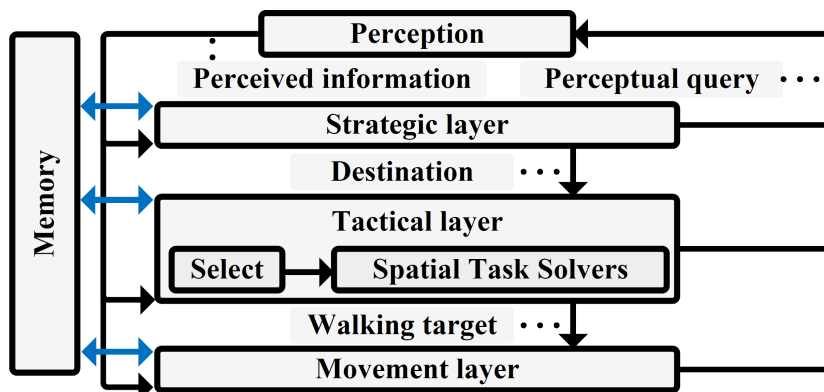 Perception
Perceived information
Perceptual query
Strategic layer
Destination
Memory
Tactical layer
Select
Spatial Task Solvers
Walking target
Movement layer